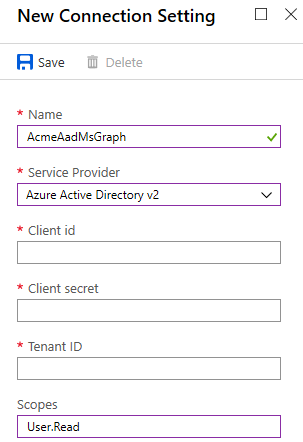 New Connection Setting
Save Delete
* Name
AcmeAadMsGraph
* Service Provider
Azure Active Directory v2
* Client id
* Client secret
* Tenant ID
Scopes
User.Read